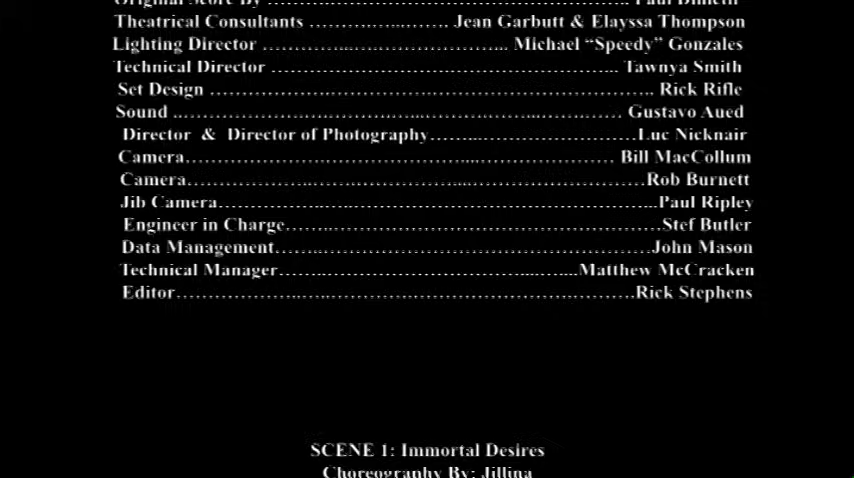 Original Score By ……………………………………………….. Paul Dinletir
Theatrical Consultants ………….…..……. Jean Garbutt & Elayssa Thompson
Lighting Director …………...…..………………... Michael “Speedy” Gonzales
Technical Director ………………………..………………………... Tawnya Smith
Set Design …………………………………………………………….. Rick Rifle
Sound ..………………….….……….…...……….…….…...…….…… Gustavo Aued
Director & Director of Photography……...……………………Luc Nicknair
Camera…………………….…………………...………………… Bill MacCollum
Camera…………………..…….…………....………………………Rob Burnett
Jib Camera……………..………………………………………...Paul Ripley
Engineer in Charge……..…………………………………………Stef Butler
Data Management……..………………………………………….John Mason
Technical Manager……..………………………....…...Matthew McCracken
Editor…………………..…..…………………………….……….Rick Stephens
SCENE 1: Immortal Desires
Choreography By: Jillina